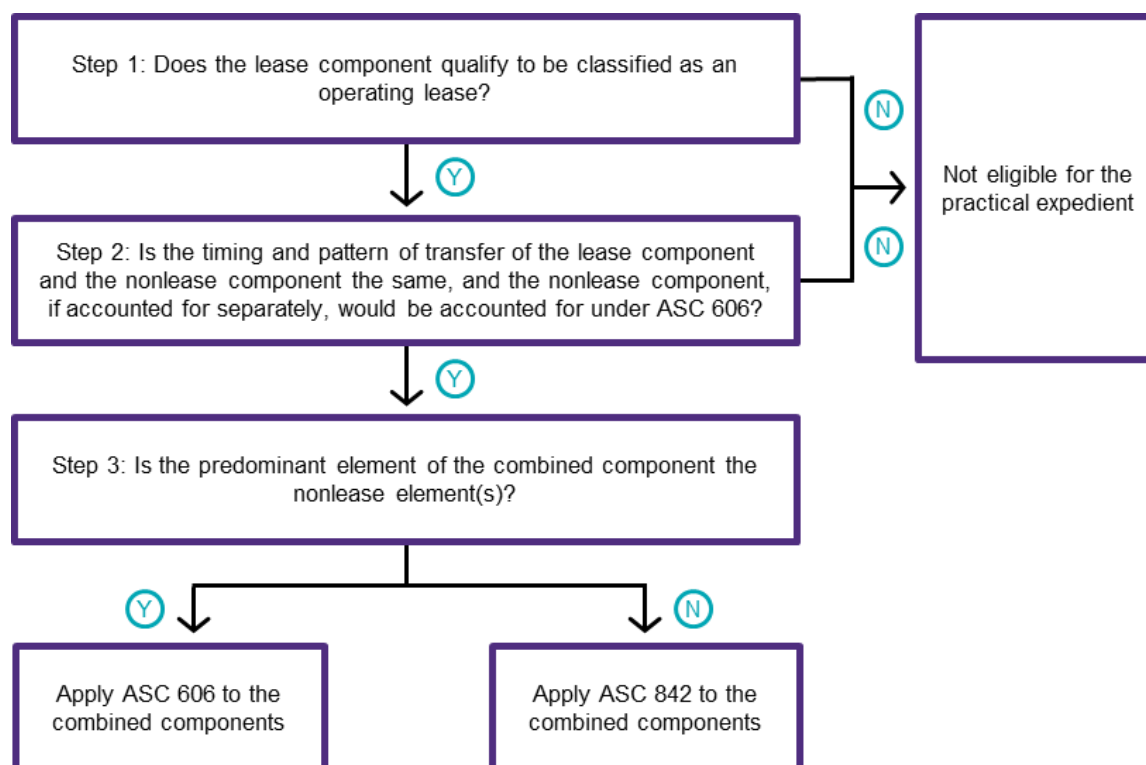 Step 1: Does the lease component qualify to be classified as an
operating lease?
N
Not eligible for the
practical expedient
Y
N
Step 2: Is the timing and pattern of transfer of the lease component
and the nonlease component the same, and the nonlease component,
if accounted for separately, would be accounted for under ASC 606?
Y
Step 3: Is the predominant element of the combined component the
nonlease element(s)?
Y
N
Apply ASC 606 to the
combined components
Apply ASC 842 to the
combined components